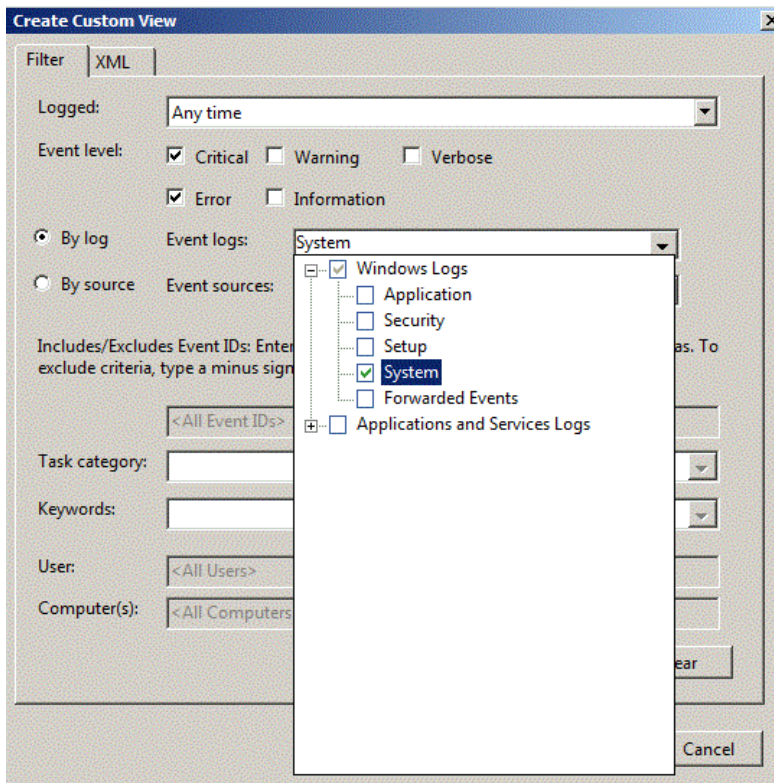 Create Custom View
Filter XML
Logged: Any time
Event level: Critical Warning Verbose
Error Information
By log Event logs: System
Windows Logs
By source Event sources:
Application
Security
Includes/Excludes Event IDs: Enter as. To
Setup
exclude criteria, type a minus sign
System
Forwarded Events
<All Event IDs>
Applications and Services Logs
Task category:
Keywords:
User: <All Users>
Computer(s): <All Computers
ear
Cancel